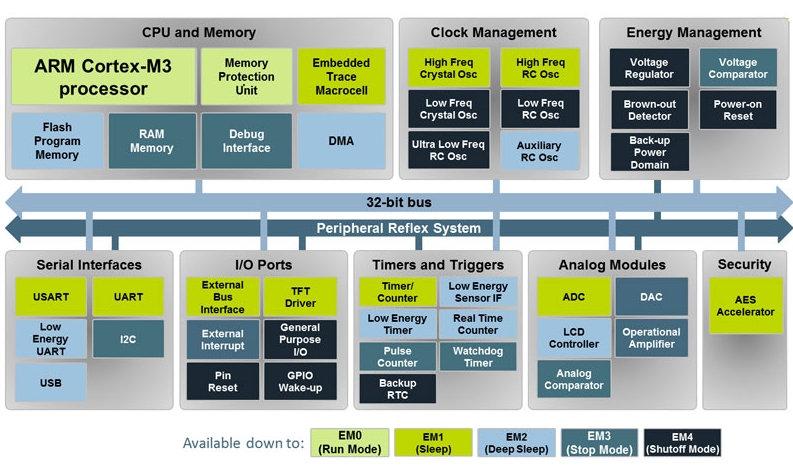 CPU and Memory
ARM Cortex-M3
processor
Memory
Protection
Unit
Embedded
Trace
Macrocell
Flash
Program
Memory
RAM
Memory
Debug
Interface
DMA
Clock Management
High Freq
Crystal Osc
High Freq
RC Osc
Low Freq
Crystal Osc
Low Freq
RC Osc
Ultra Low Freq
RC Osc
Auxiliary
RC Osc
Energy Management
Voltage
Regulator
Voltage
Comparator
Brown-out
Detector
Power-on
Reset
Back-up
Power
Domain
32-bit bus
Peripheral Reflex System
Serial Interfaces
USART
UART
Low
Energy
UART
I2C
USB
I/O Ports
External
Bus
Interface
TFT
Driver
External
Interrupt
General
Purpose
I/O
Pin
Reset
GPIO
Wake-up
Timers and Triggers
Timer/
Counter
Low Energy
Sensor IF
Low Energy
Timer
Real Time
Counter
Pulse
Counter
Watchdog
Timer
Backup
RTC
Analog Modules
ADC
DAC
LCD
Controller
Operational
Amplifier
Analog
Comparator
Security
AES
Accelerator
Available down to:
EM0
(Run Mode)
EM1
(Sleep)
EM2
(Deep Sleep)
EM3
(Stop Mode)
EM4
(Shutoff Mode)